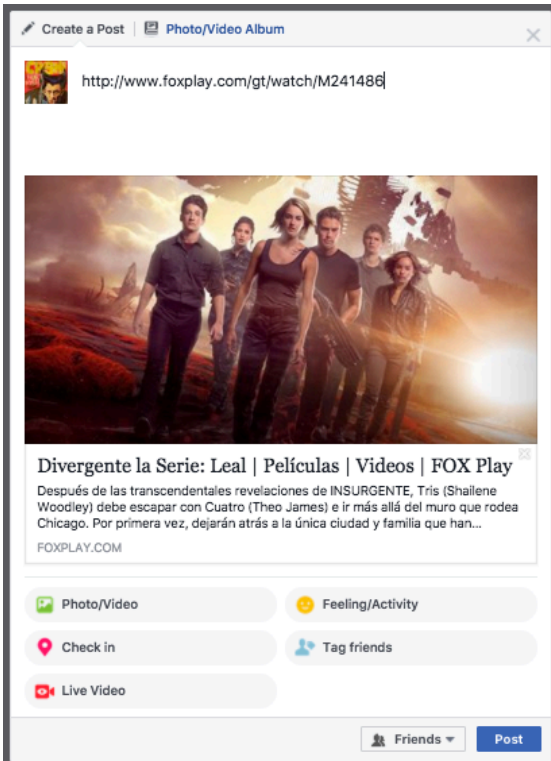 Create a Post | Photo/Video Album
http://www.foxplay.com/gt/watch/M241486
Divergente la Serie: Leal | Películas | Videos | FOX Play
Después de las transcendentales revelaciones de INSURGENTE, Tris (Shailene
Woodley) debe escapar con Cuatro (Theo James) e ir más allá del muro que rodea
Chicago. Por primera vez, dejarán atrás a la única ciudad y familia que han...
FOXPLAY.COM
Photo/Video
Feeling/Activity
Check in
Tag friends
Live Video
Friends
Post